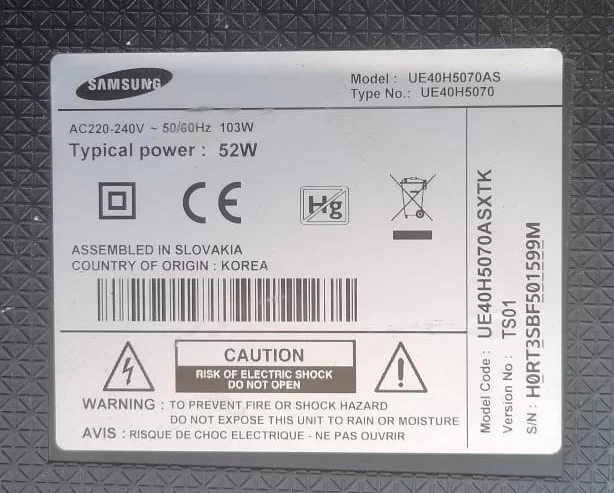 SAMSUNG
Model : UE40H5070AS
Type No.: UE40H5070
AC220-240V ~ 50/60Hz 103W
Typical power : 52W
CE
Hg
ASSEMBLED IN SLOVAKIA
COUNTRY OF ORIGIN : KOREA
CAUTION
RISK OF ELECTRIC SHOCK
DO NOT OPEN
WARNING : TO PREVENT FIRE OR SHOCK HAZARD
DO NOT EXPOSE THIS UNIT TO RAIN OR MOISTURE
AVIS : RISQUE DE CHOC ELECTRIQUE - NE PAS OUVRIR
Model Code : UE40H5070ASXTK
Version No : TS01
S/N : H0RT3SBF501599M